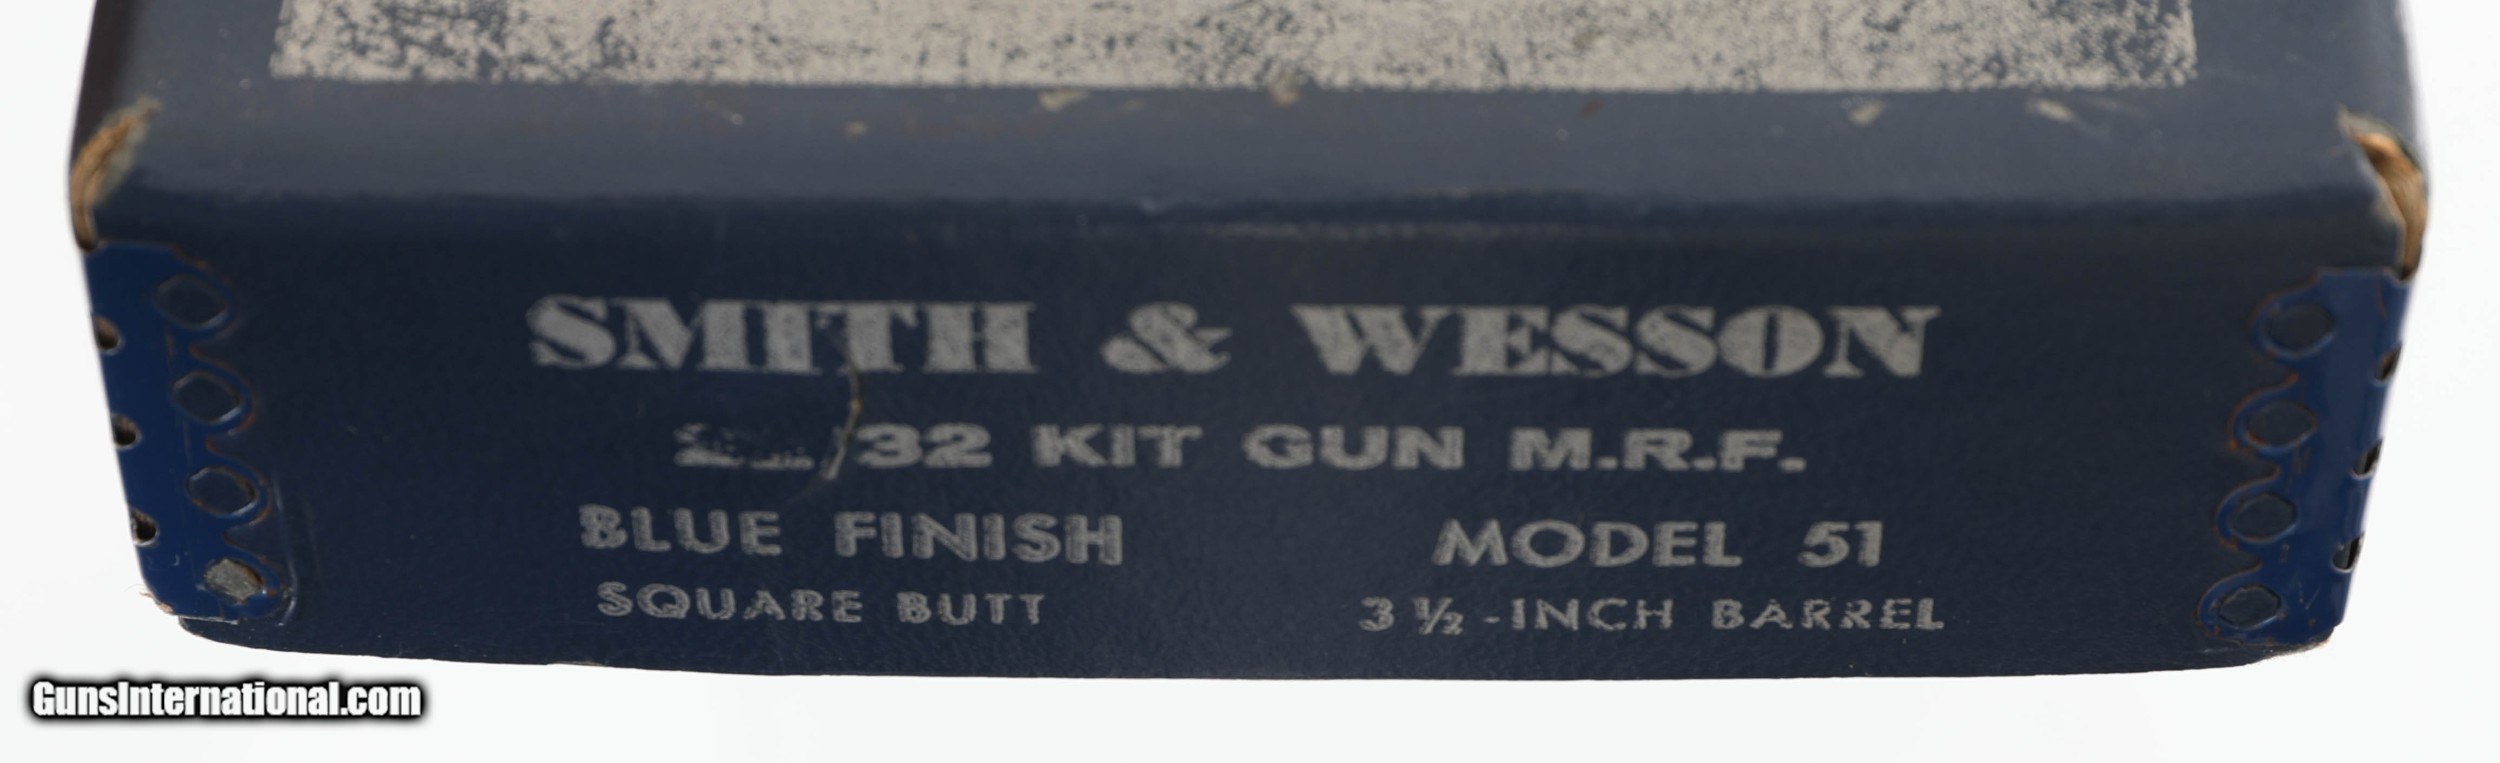 SMITH & WESSON
/32 KIT GUN M.R.F.
BLUE FINISH MODEL 51
SQUARE BUTT 3 ½-INCH BARREL
GunsInternational.com